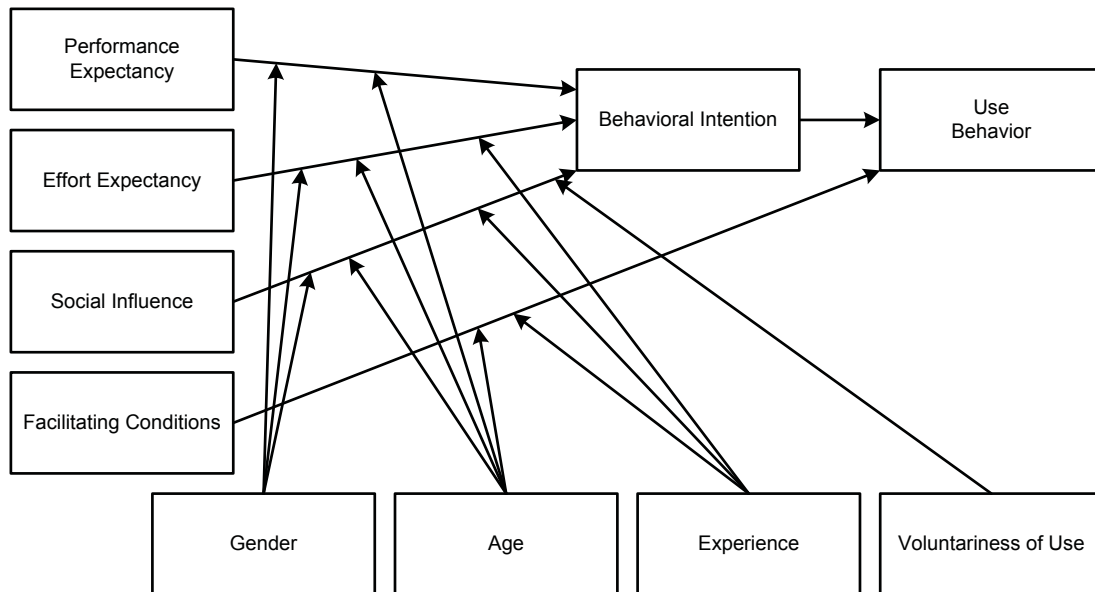 Performance
Expectancy
Behavioral Intention
Use
Behavior
Effort Expectancy
Social Influence
Facilitating Conditions
Gender
Age
Experience
Voluntariness of Use